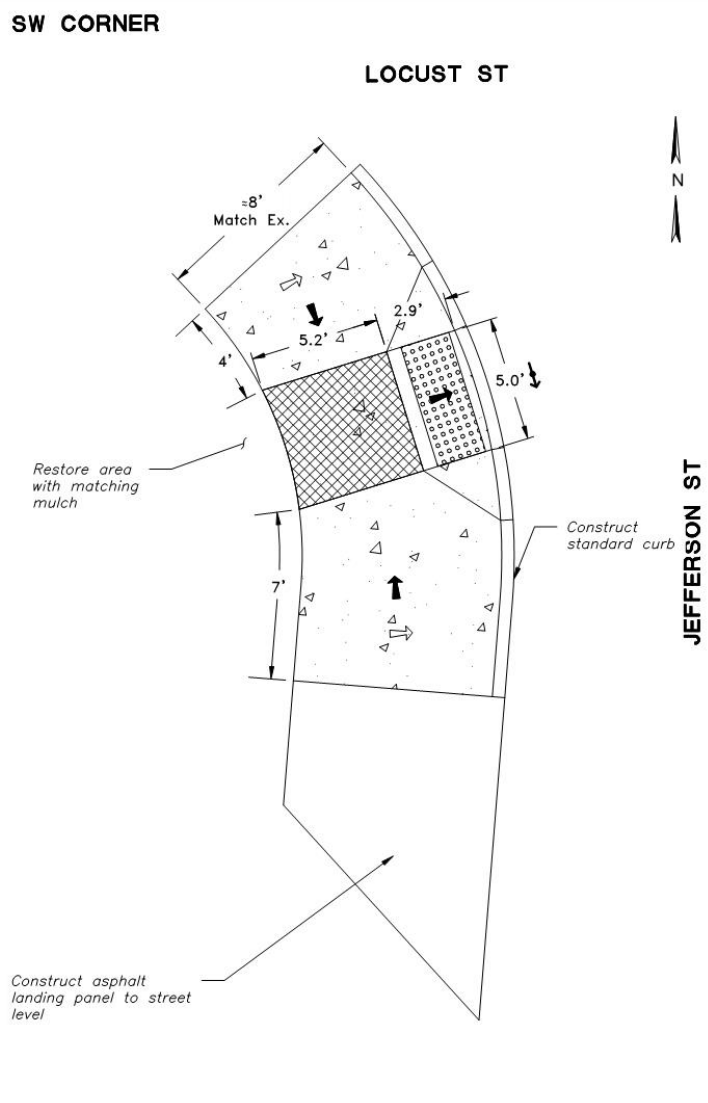 SW CORNER
LOCUST ST
N
≈8'
Match Ex.
2.9'
5.2'
4'
5.0'
Restore area
with matching
mulch
Construct
standard curb
JEFFERSON ST
7'
Construct asphalt
landing panel to street
level